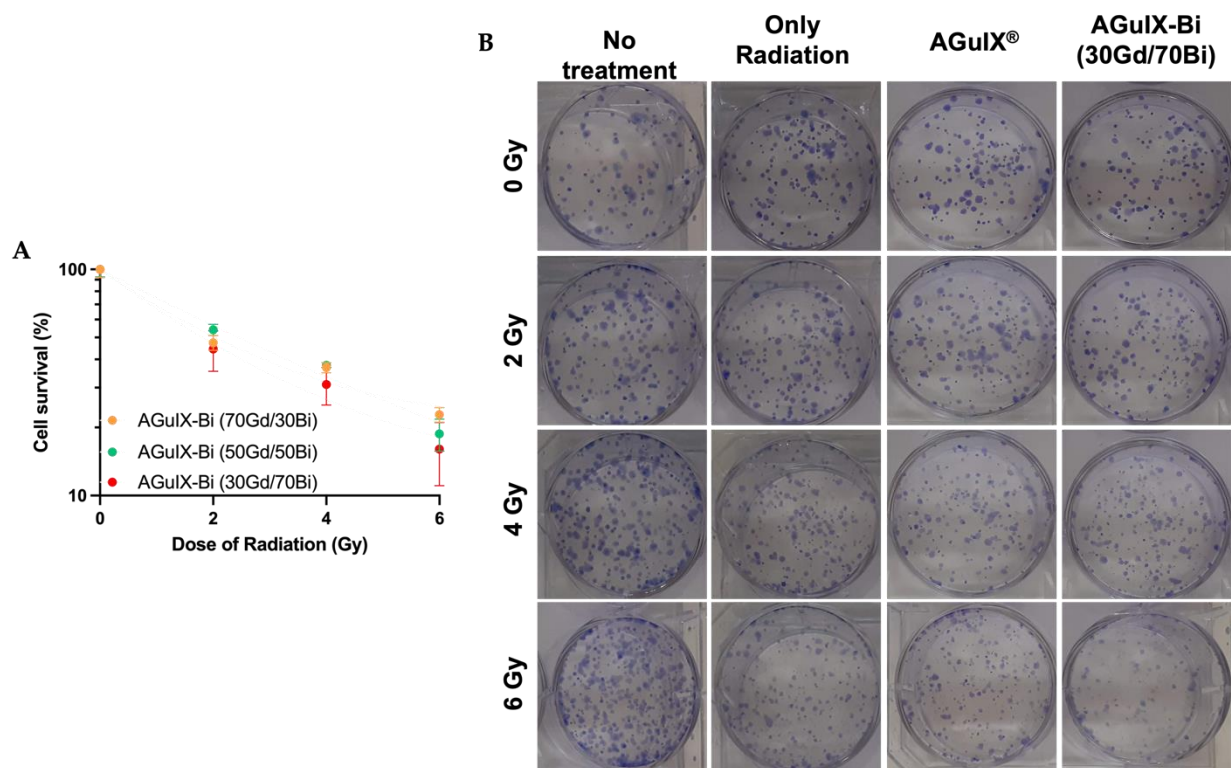 A
Cell survival (%)
100
10
0
2
4
6
Dose of Radiation (Gy)
AGuIX-Bi (70Gd/30Bi)
AGuIX-Bi (50Gd/50Bi)
AGuIX-Bi (30Gd/70Bi)
B
No
treatment
Only
Radiation
AGuIX®
AGuIX-Bi
(30Gd/70Bi)
0 Gy
2 Gy
4 Gy
6 Gy